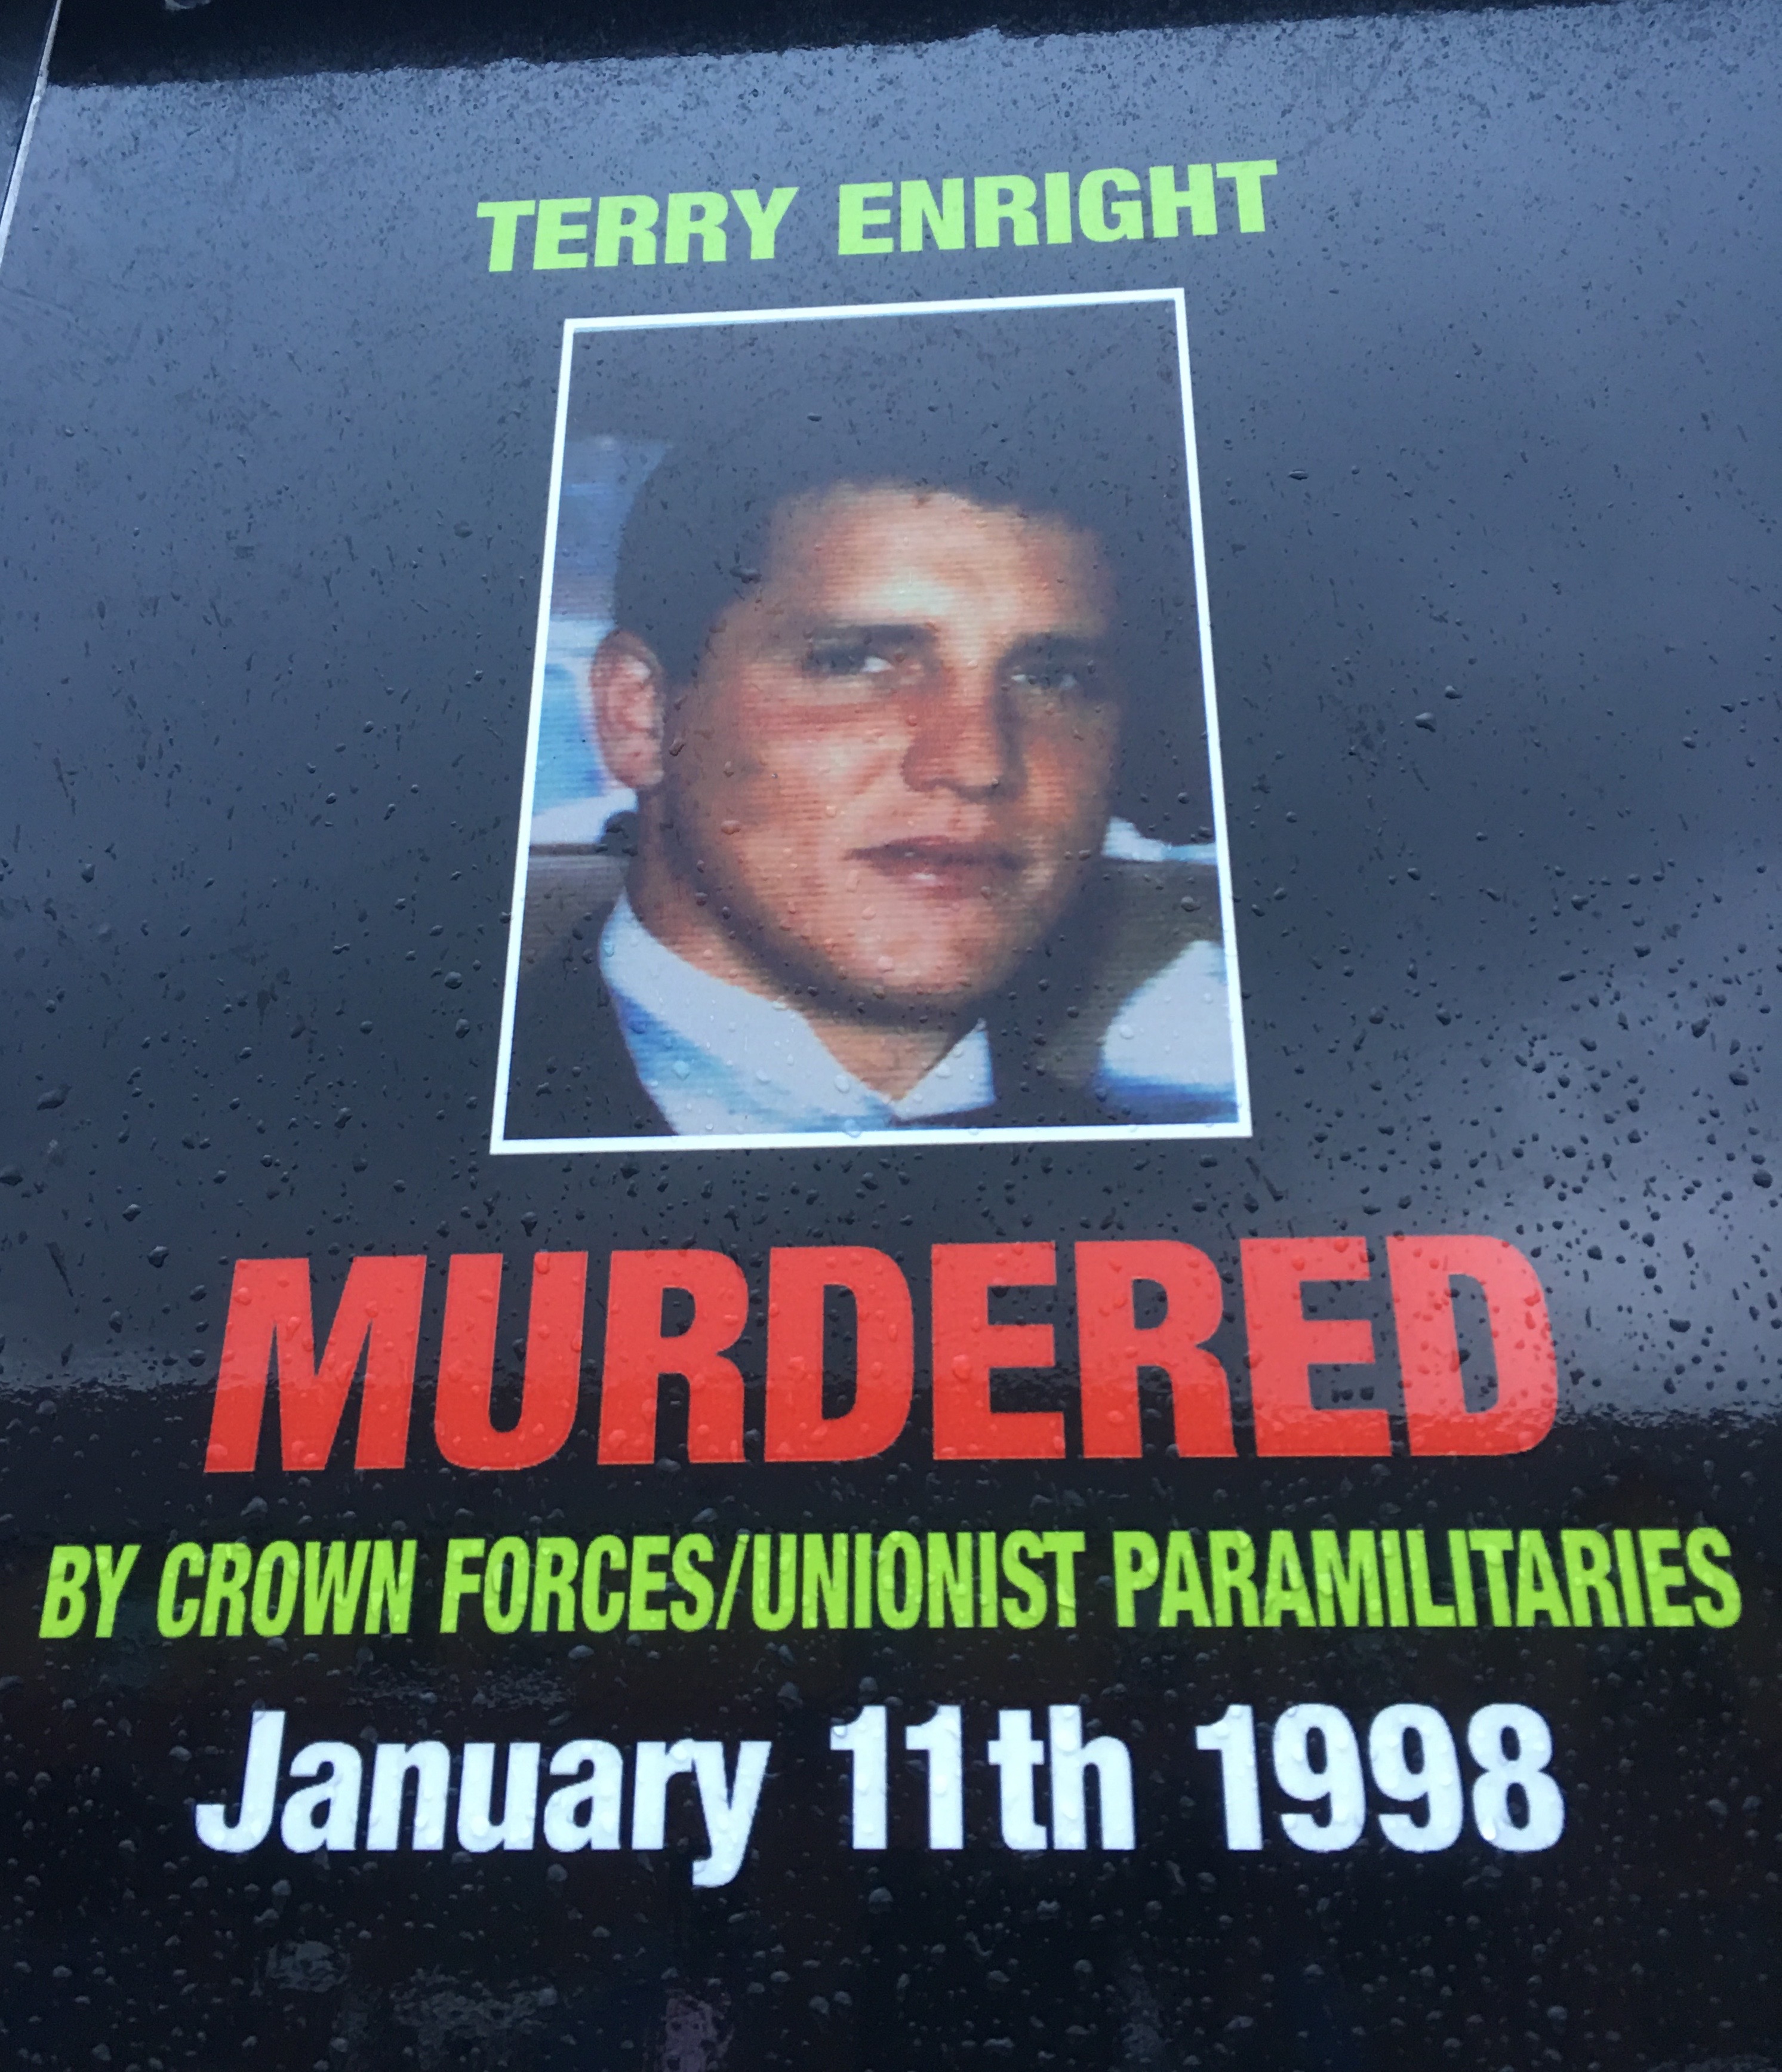 TERRY ENRIGHT
MURDERED
BY CROWN FORCES/UNIONIST PARAMILITARIES
January 11th 1998